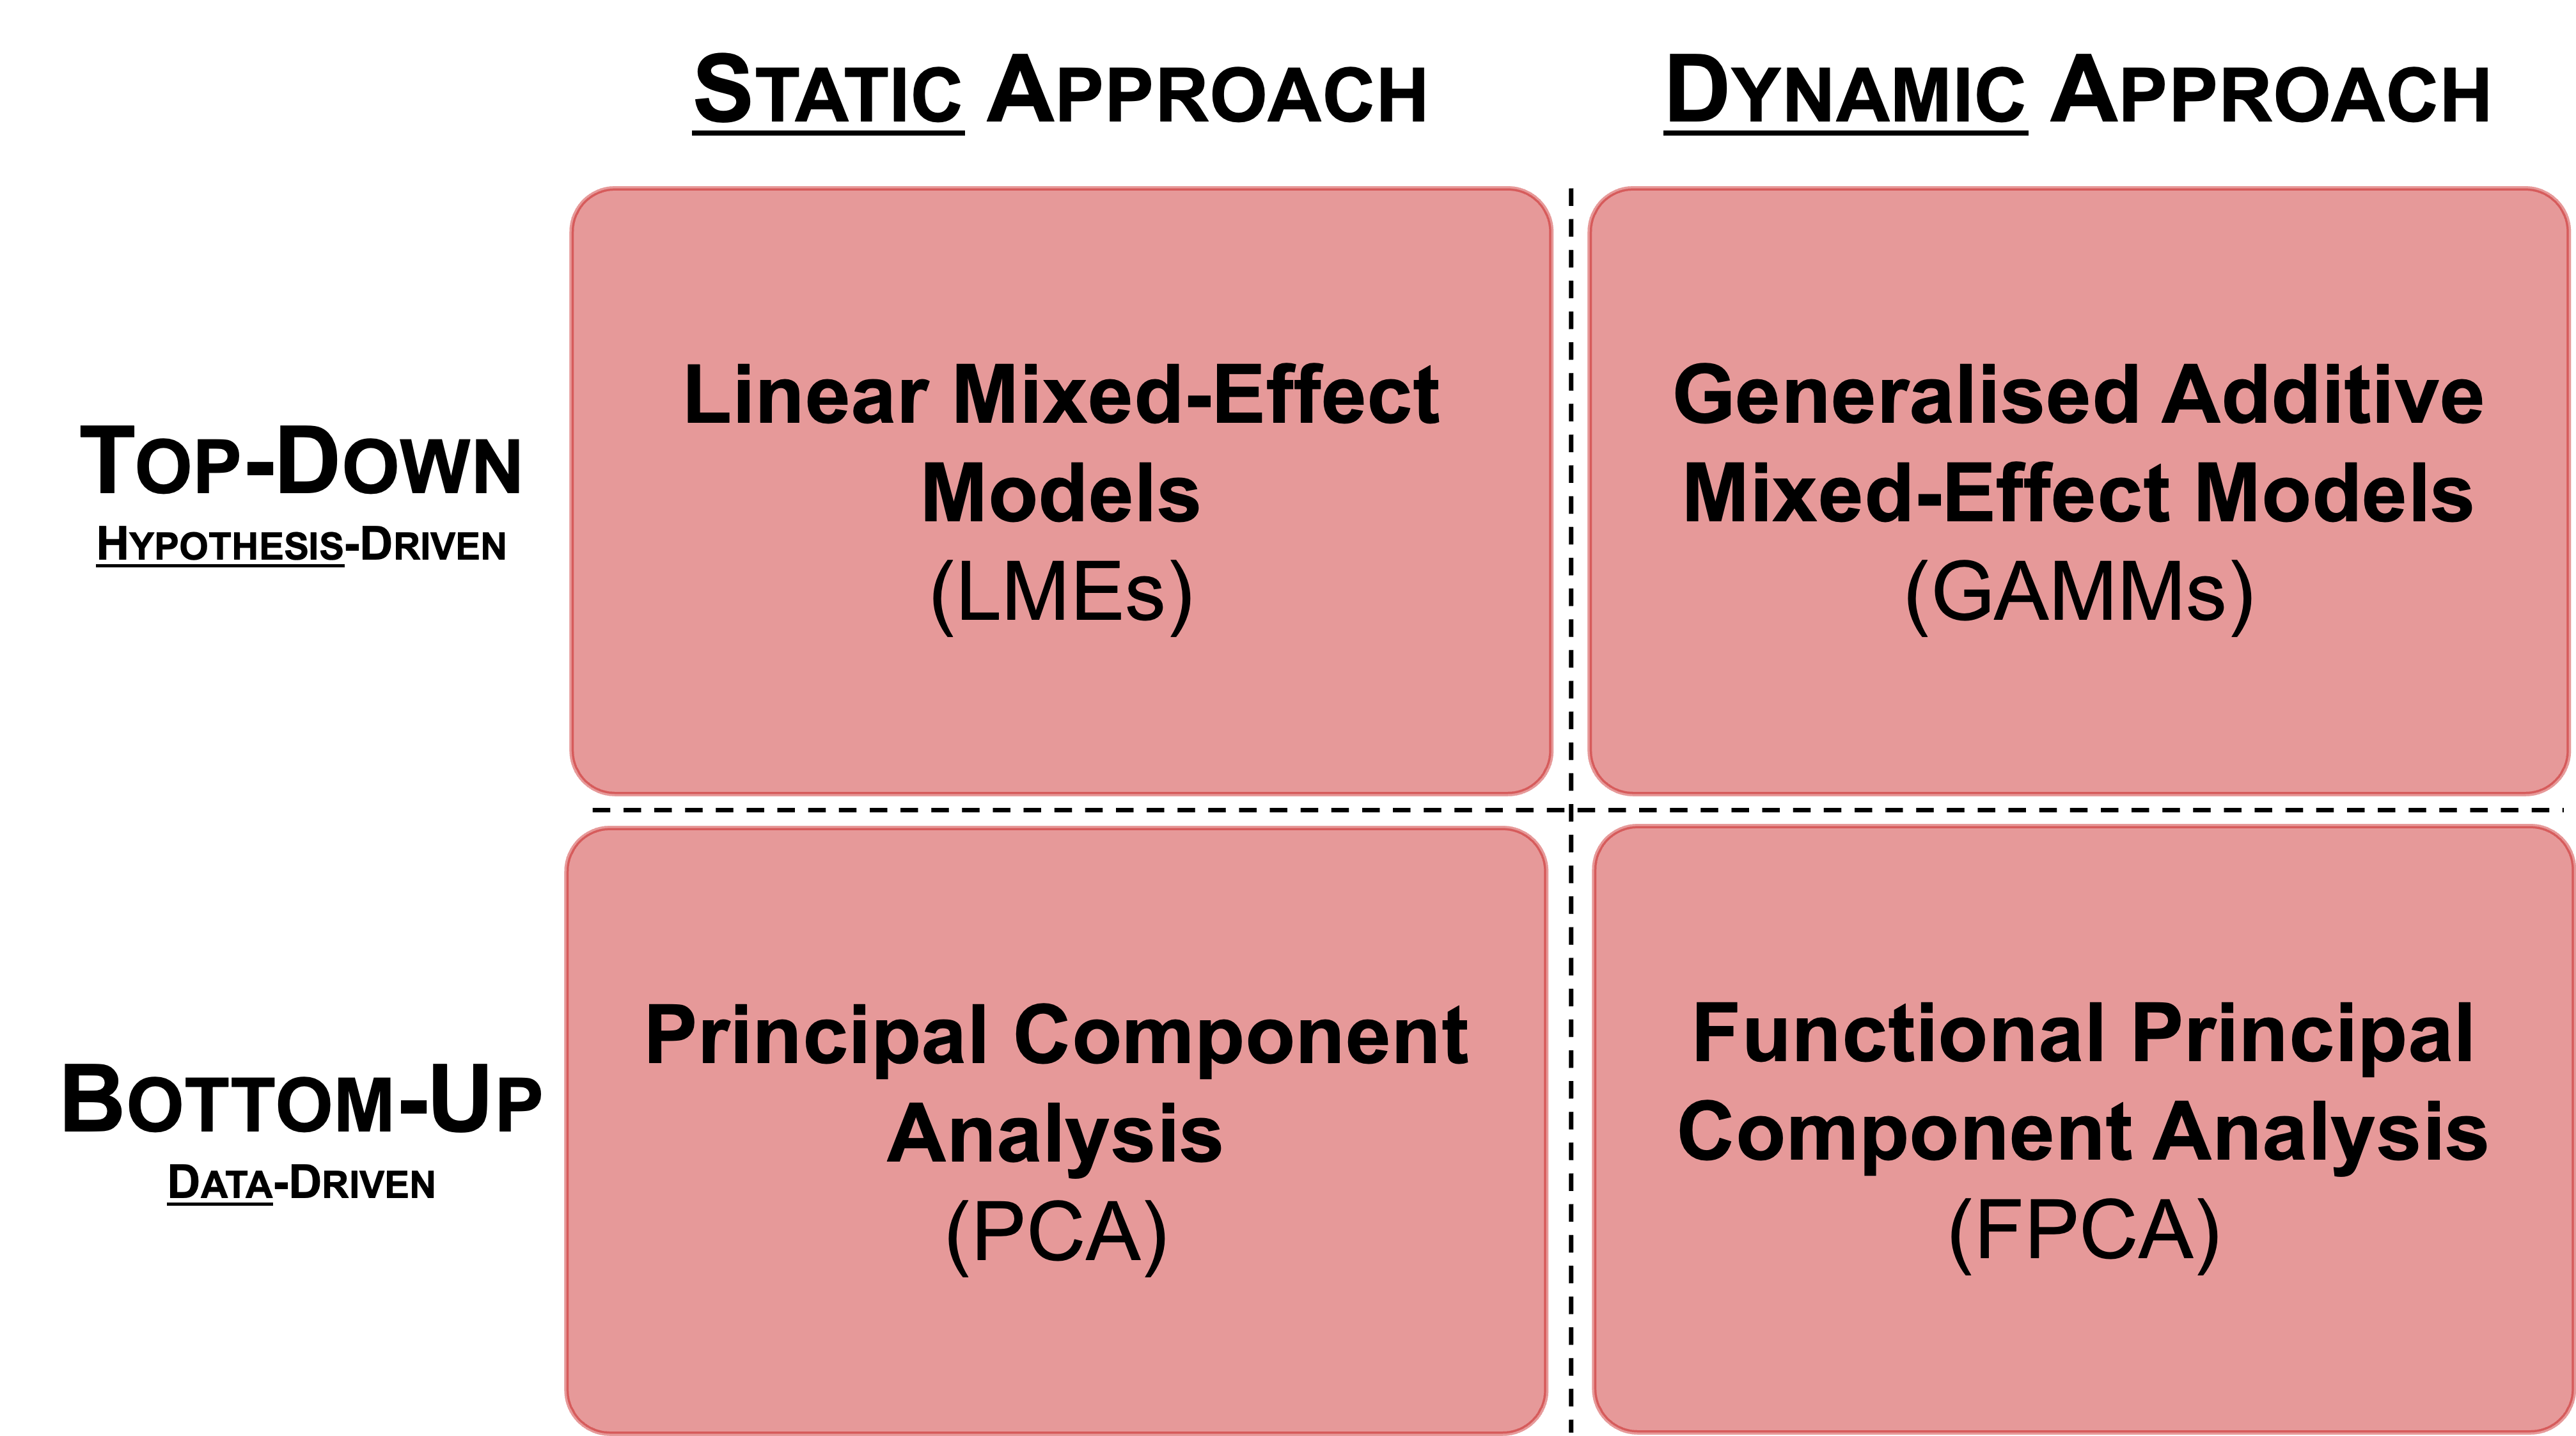 STATIC APPROACH
DYNAMIC APPROACH
TOP-DOWN
HYPOTHESIS-DRIVEN
Linear Mixed-Effect
Models
(LMEs)
Generalised Additive
Mixed-Effect Models
(GAMMs)
BOTTOM-UP
DATA-DRIVEN
Principal Component
Analysis
(PCA)
Functional Principal
Component Analysis
(FPCA)